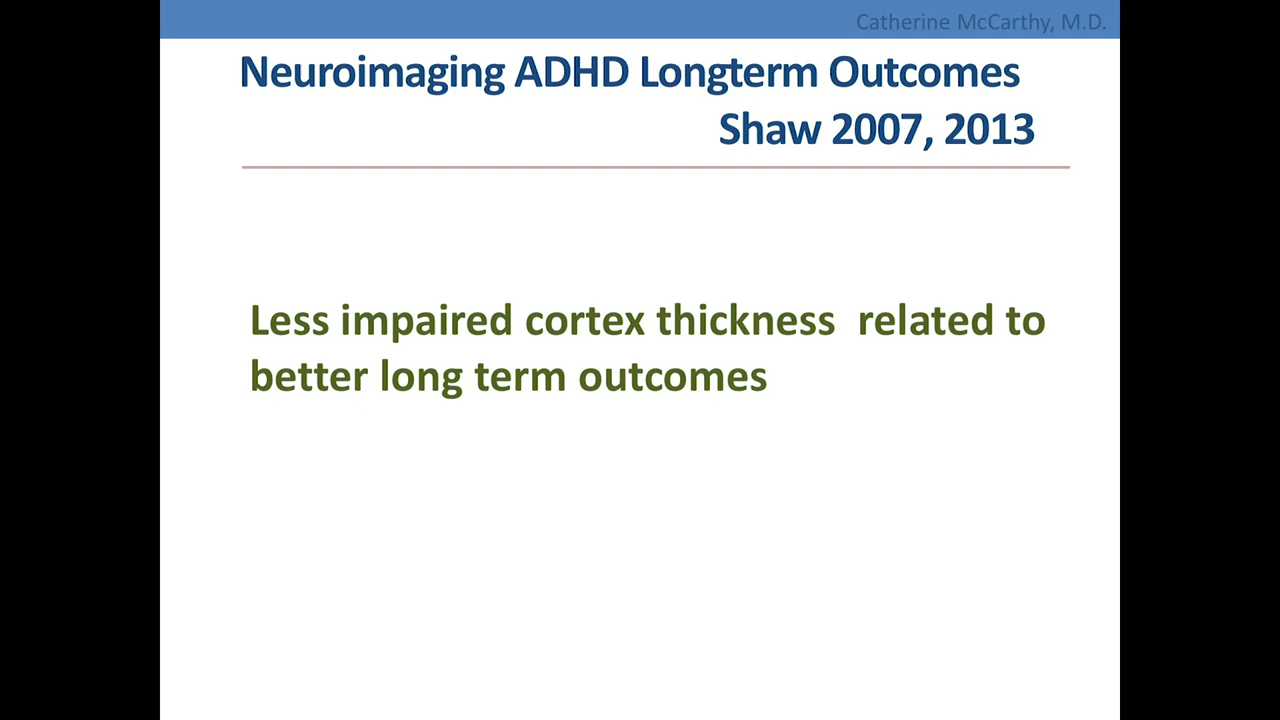 Catherine McCarthy, M.D.
Neuroimaging ADHD Longterm Outcomes
Shaw 2007, 2013
Less impaired cortex thickness  related to
better long term outcomes